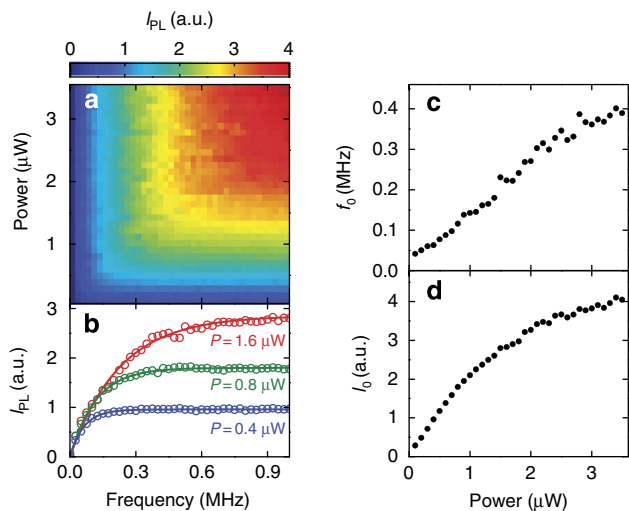 I_PL (a.u.)
0 1 2 3 4
a
Power (μW)
3
2
1
b
I_PL (a.u.)
3
2
1
0
P = 1.6 μW
P = 0.8 μW
P = 0.4 μW
0.0 0.3 0.6 0.9
Frequency (MHz)
c
f_0 (MHz)
0.4
0.3
0.2
0.1
0.0
d
I_0 (a.u.)
4
3
2
1
0
0 1 2 3
Power (μW)